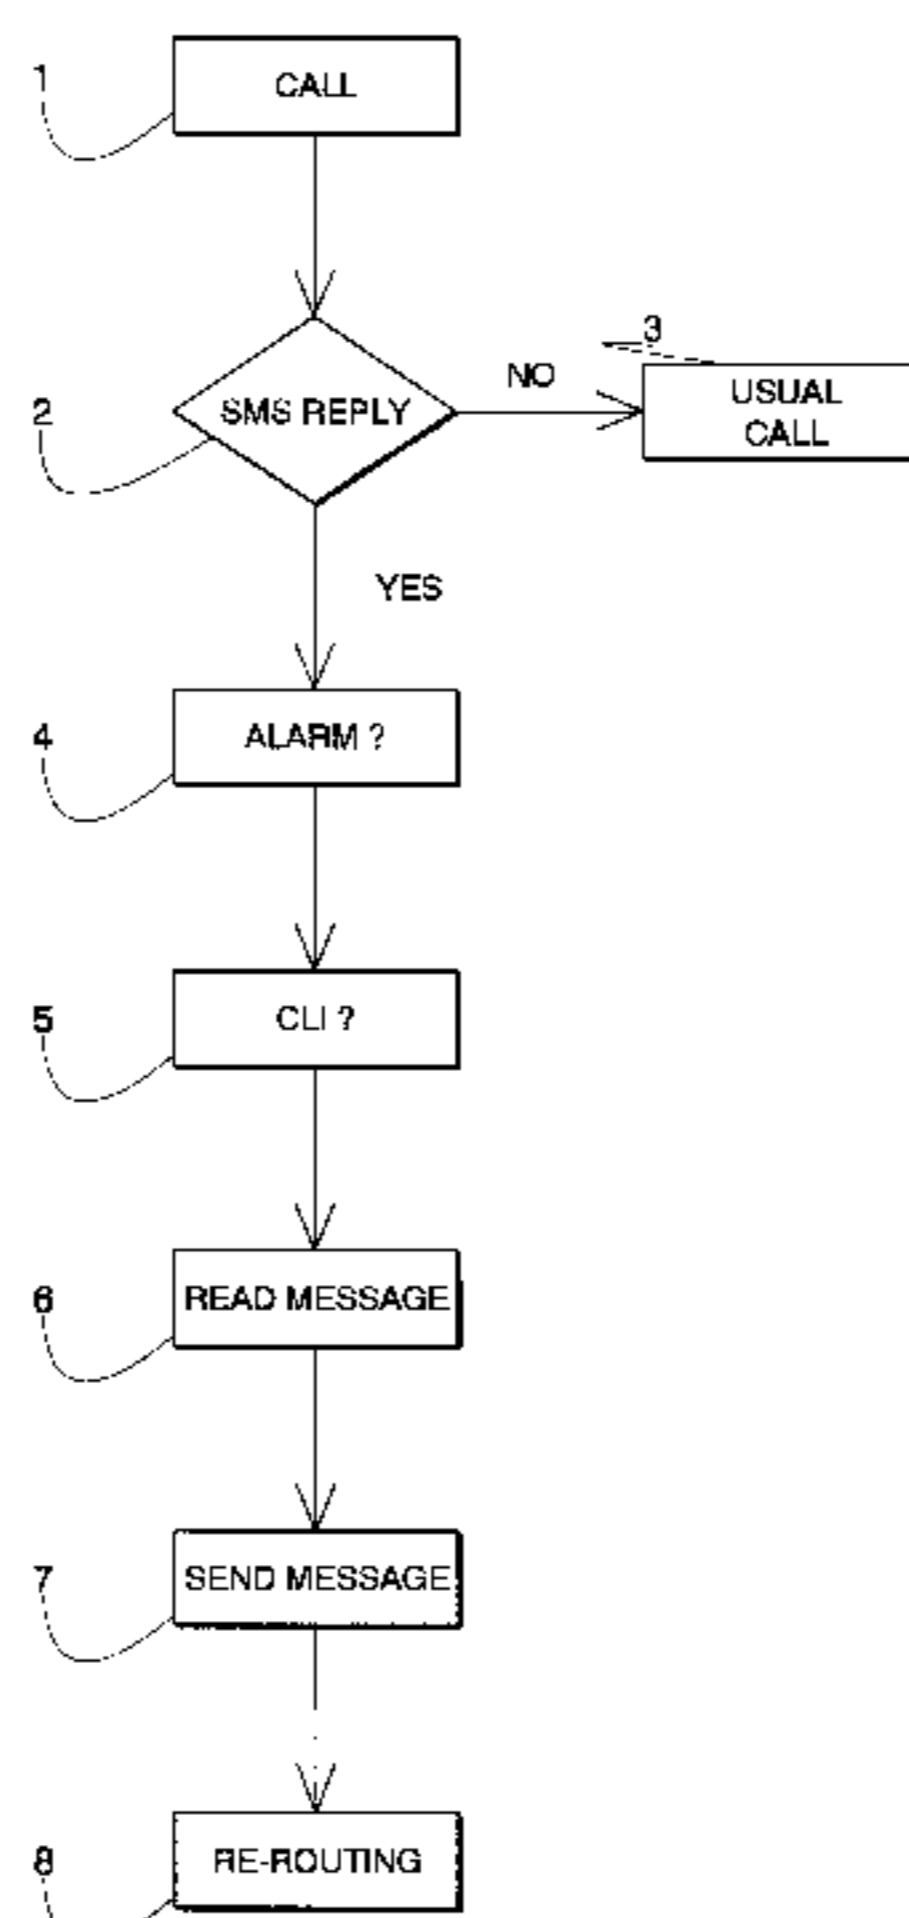 1
CALL
3
NO
USUAL
CALL
2
SMS REPLY
YES
4
ALARM ?
5
CLI ?
6
READ MESSAGE
7
SEND MESSAGE
8
RE-ROUTING